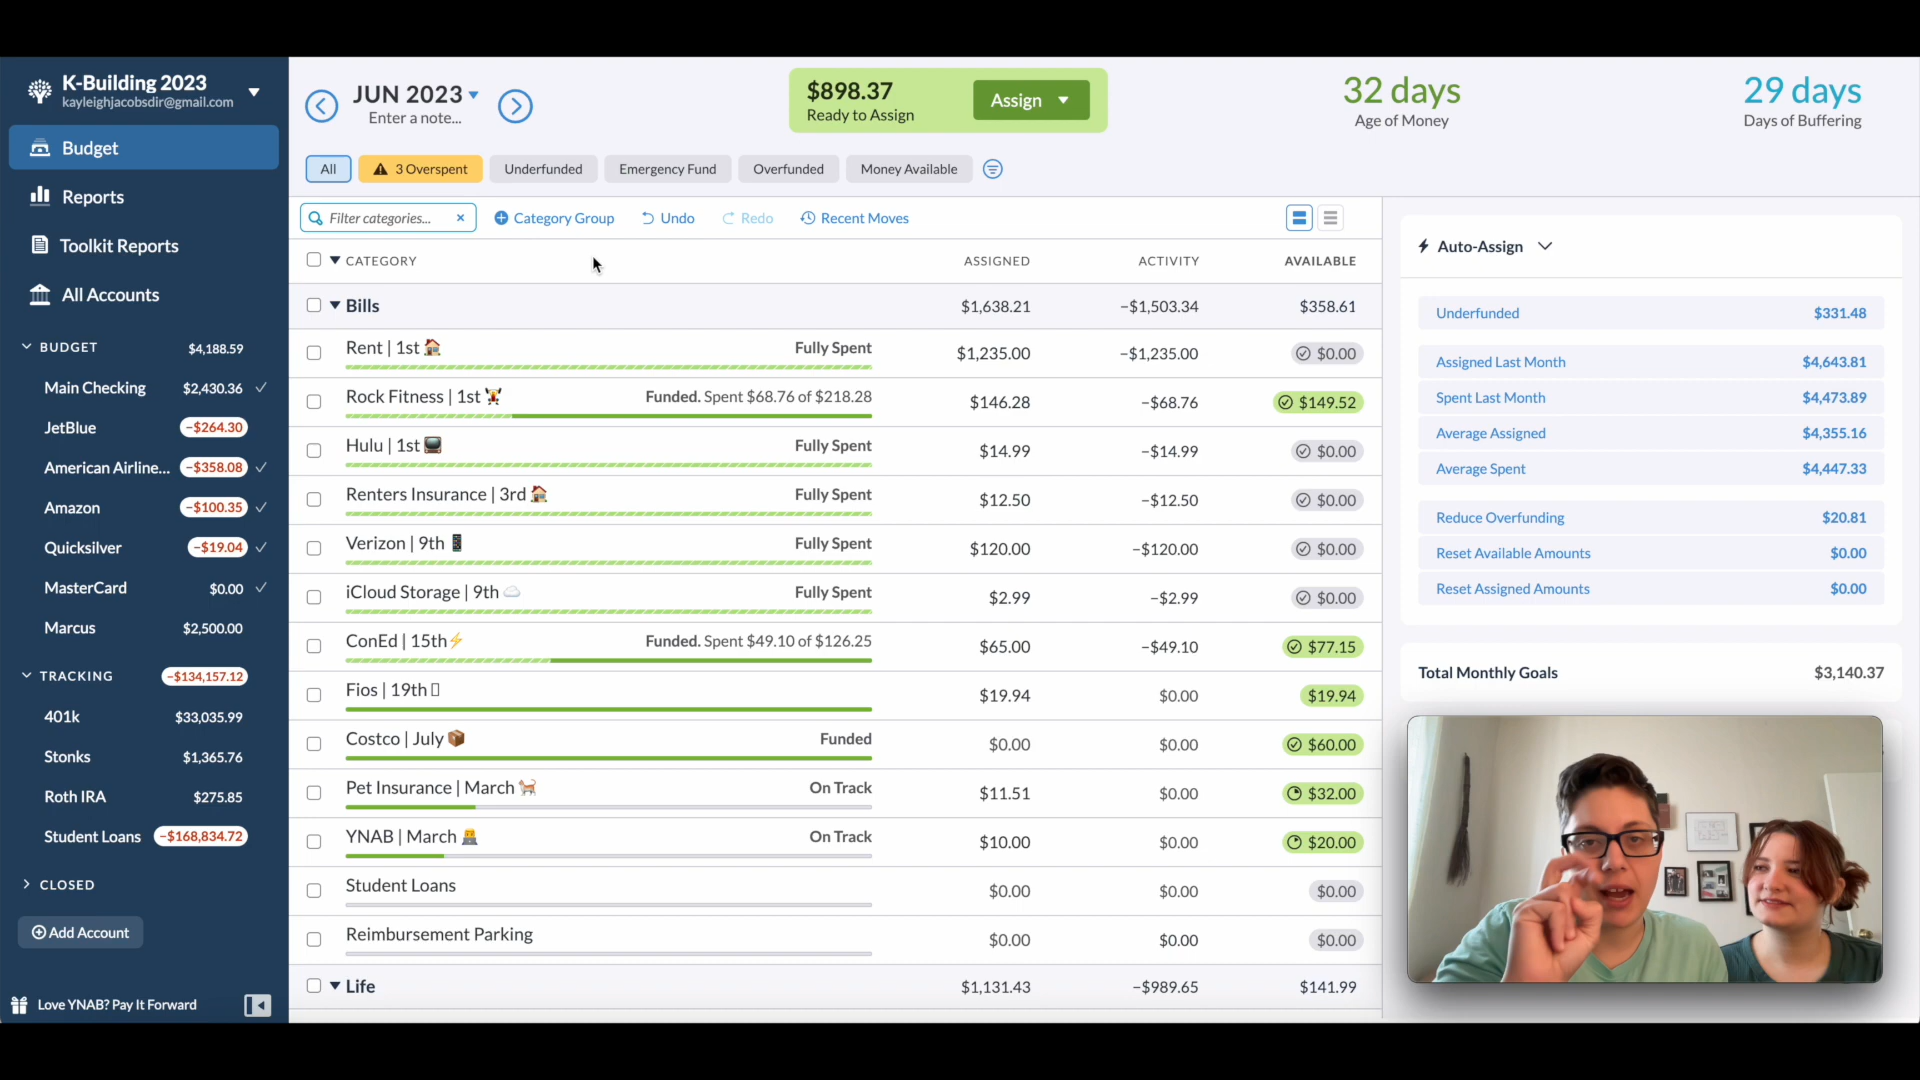 K-Building 2023
kayleighjacobsdir@gmail.com
Budget
Reports
Toolkit Reports
All Accounts
BUDGET $4,188.59
Main Checking $2,430.36
JetBlue −$264.30
American Airline... −$358.08
Amazon −$100.35
Quicksilver −$19.04
MasterCard $0.00
Marcus $2,500.00
TRACKING −$134,157.12
401k $33,035.99
Stonks $1,365.76
Roth IRA $275.85
Student Loans −$168,834.72
CLOSED
Add Account
Love YNAB? Pay It Forward
JUN 2023
Enter a note...
$898.37
Ready to Assign
Assign
32 days
Age of Money
29 days
Days of Buffering
All
3 Overspent
Underfunded
Emergency Fund
Overfunded
Money Available
Filter categories...
Category Group
Undo
Redo
Recent Moves
CATEGORY ASSIGNED ACTIVITY AVAILABLE
Bills $1,638.21 −$1,503.34 $358.61
Rent | 1st Fully Spent $1,235.00 −$1,235.00 $0.00
Rock Fitness | 1st Funded. Spent $68.76 of $218.28 $146.28 −$68.76 $149.52
Hulu | 1st Fully Spent $14.99 −$14.99 $0.00
Renters Insurance | 3rd Fully Spent $12.50 −$12.50 $0.00
Verizon | 9th Fully Spent $120.00 −$120.00 $0.00
iCloud Storage | 9th Fully Spent $2.99 −$2.99 $0.00
ConEd | 15th Funded. Spent $49.10 of $126.25 $65.00 −$49.10 $77.15
Fios | 19th $19.94 $0.00 $19.94
Costco | July Funded $0.00 $0.00 $60.00
Pet Insurance | March On Track $11.51 $0.00 $32.00
YNAB | March On Track $10.00 $0.00 $20.00
Student Loans $0.00 $0.00 $0.00
Reimbursement Parking $0.00 $0.00 $0.00
Life $1,131.43 −$989.65 $141.99
Auto-Assign
Underfunded $331.48
Assigned Last Month $4,643.81
Spent Last Month $4,473.89
Average Assigned $4,355.16
Average Spent $4,447.33
Reduce Overfunding $20.81
Reset Available Amounts $0.00
Reset Assigned Amounts $0.00
Total Monthly Goals $3,140.37